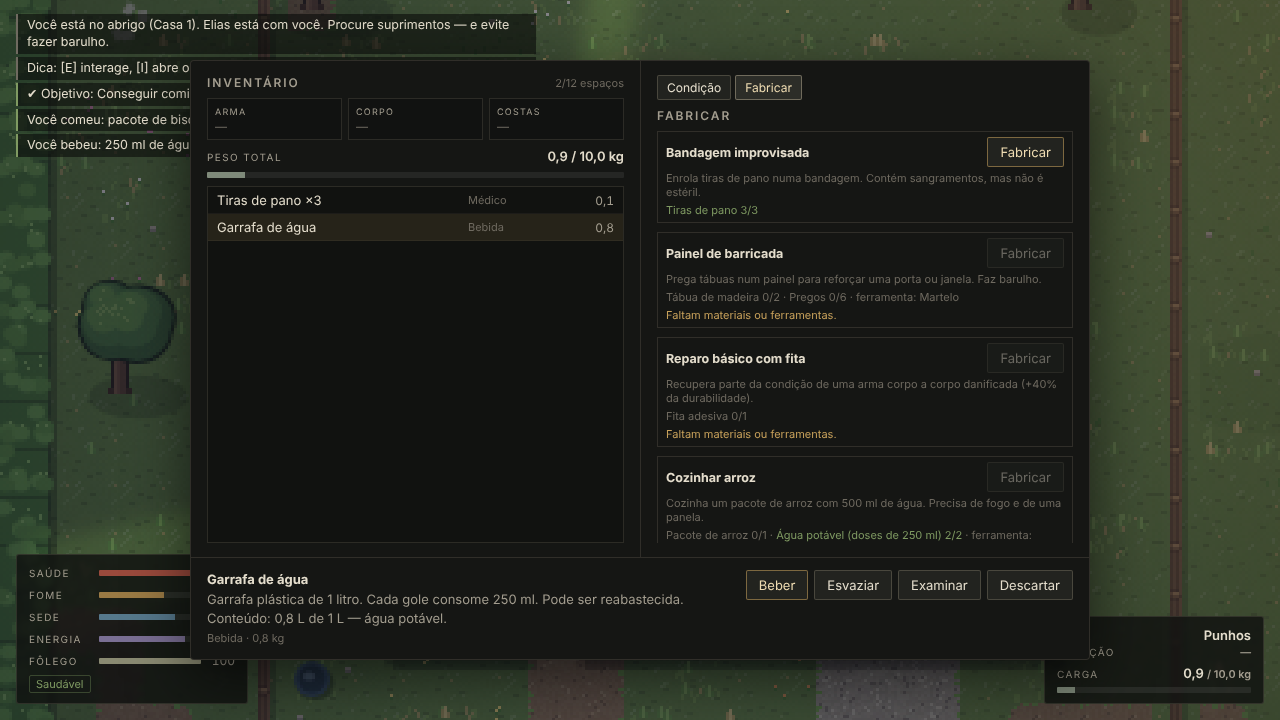 Você está no abrigo (Casa 1). Elias está com você. Procure suprimentos — e evite
fazer barulho.
Dica: [E] interage, [I] abre o
✔ Objetivo: Conseguir comi
Você comeu: pacote de bisc
Você bebeu: 250 ml de águ
INVENTÁRIO
2/12 espaços
ARMA
—
CORPO
—
COSTAS
—
PESO TOTAL
0,9 / 10,0 kg
Tiras de pano ×3 Médico 0,1
Garrafa de água Bebida 0,8
Condição Fabricar
FABRICAR
Bandagem improvisada Fabricar
Enrola tiras de pano numa bandagem. Contém sangramentos, mas não é
estéril.
Tiras de pano 3/3
Painel de barricada Fabricar
Prega tábuas num painel para reforçar uma porta ou janela. Faz barulho.
Tábua de madeira 0/2 · Pregos 0/6 · ferramenta: Martelo
Faltam materiais ou ferramentas.
Reparo básico com fita Fabricar
Recupera parte da condição de uma arma corpo a corpo danificada (+40%
da durabilidade).
Fita adesiva 0/1
Faltam materiais ou ferramentas.
Cozinhar arroz Fabricar
Cozinha um pacote de arroz com 500 ml de água. Precisa de fogo e de uma
panela.
Pacote de arroz 0/1 · Água potável (doses de 250 ml) 2/2 · ferramenta:
Garrafa de água
Garrafa plástica de 1 litro. Cada gole consome 250 ml. Pode ser reabastecida.
Conteúdo: 0,8 L de 1 L — água potável.
Bebida · 0,8 kg
Beber Esvaziar Examinar Descartar
SAÚDE
FOME
SEDE
ENERGIA
FÔLEGO 100
Saudável
Punhos
ÇÃO —
CARGA 0,9 / 10,0 kg